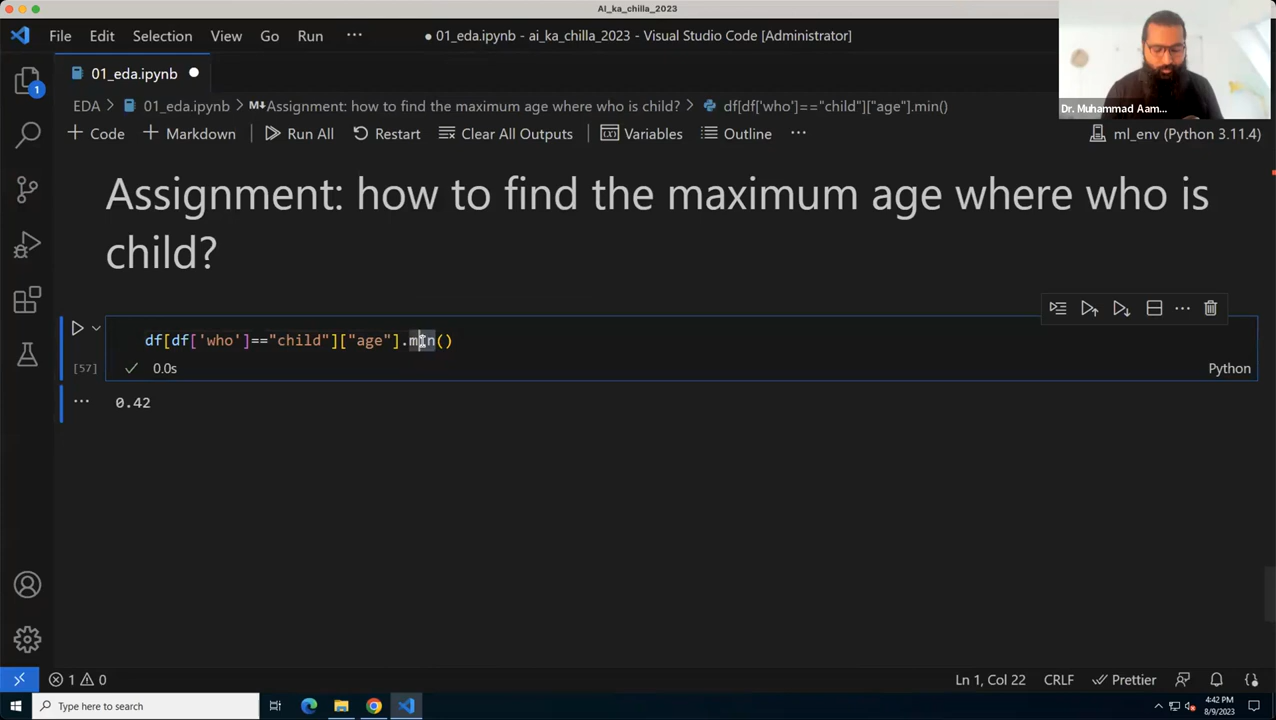 AI_ka_chilla_2023
File Edit Selection View Go Run ···
● 01_eda.ipynb - ai_ka_chilla_2023 - Visual Studio Code [Administrator]
01_eda.ipynb
1
EDA > 01_eda.ipynb > M↓Assignment: how to find the maximum age where who is child? > df[df['who']=="child"]["age"].min()
+ Code + Markdown Run All Restart Clear All Outputs Variables Outline ··· ml_env (Python 3.11.4)
Dr. Muhammad Aam...
Assignment: how to find the maximum age where who is
child?
df[df['who']=="child"]["age"].min()
[57] ✓ 0.0s Python
··· 0.42
1 0 Ln 1, Col 22 CRLF Prettier
Type here to search
4:42 PM
8/9/2023